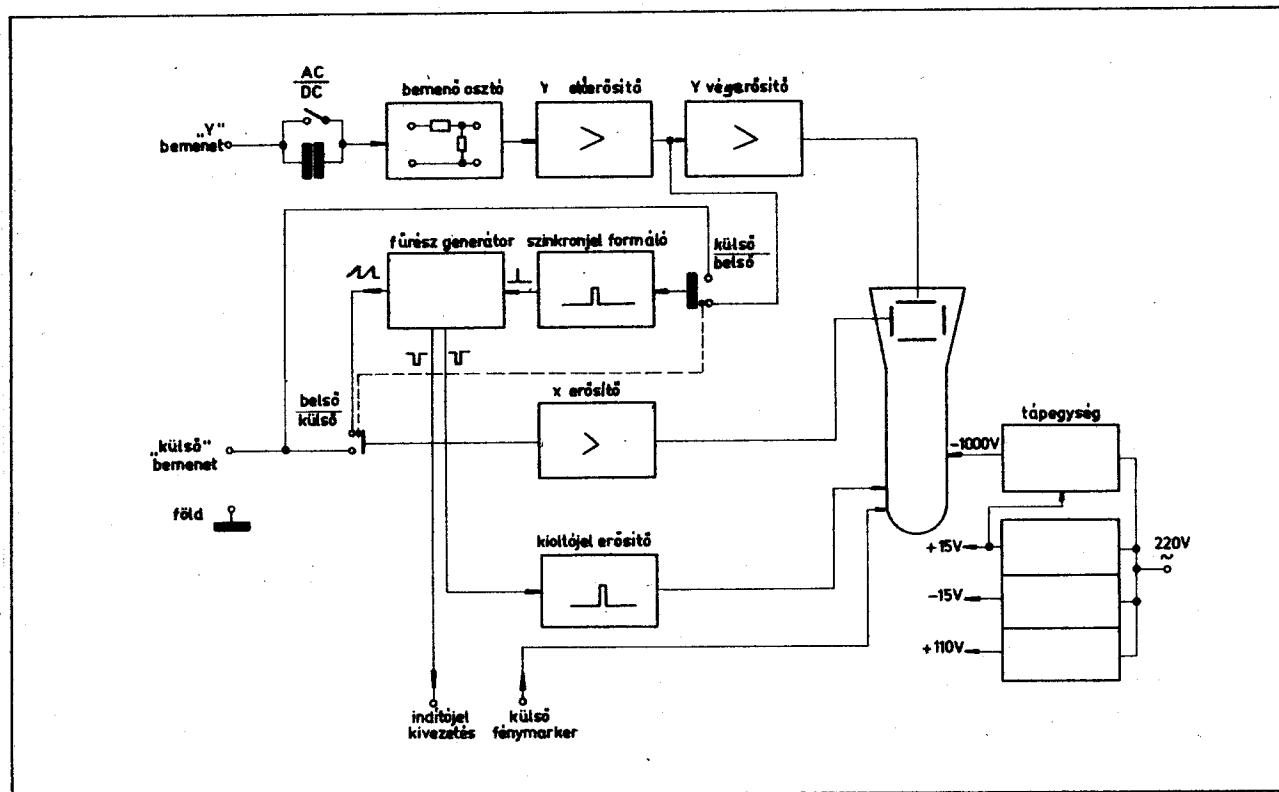 AC
DC
bemenő osztó
Y előerősítő
Y végerősítő
„Y"
bemenet
>
>
fűrész generátor
szinkronjel formáló
külső
belső
belső
külső
x erősítő
>
tápegység
-1000V
„külső"
bemenet
föld
kioltójel erősítő
+15V
220V
~
-15V
+110V
indítójel
kivezetés
külső
fénymarker